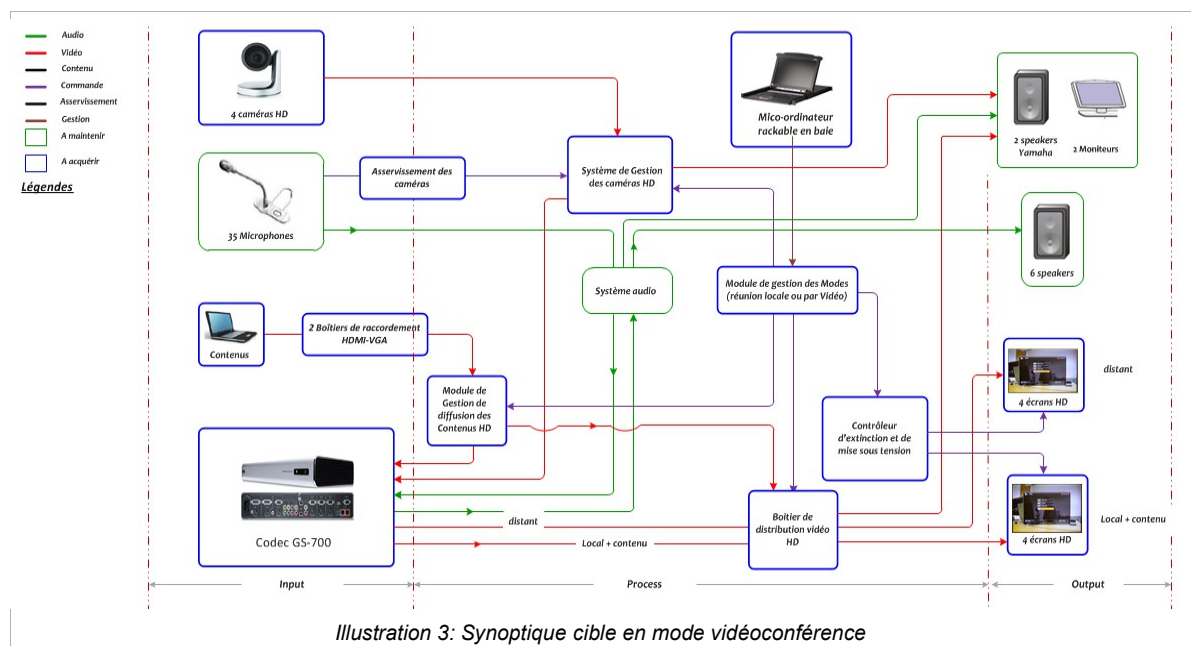 Audio
Vidéo
Contenu
Commande
Asservissement
Gestion
A maintenir
A acquérir
Légendes
4 caméras HD
35 Microphones
Asservissement des
caméras
Système de Gestion
des caméras HD
Mico-ordinateur
rackable en baie
2 speakers
Yamaha
2 Moniteurs
6 speakers
Système audio
Module de gestion des Modes
(réunion locale ou par Vidéo)
Contenus
2 Boîtiers de raccordement
HDMI-VGA
Module de
Gestion de
diffusion des
Contenus HD
Contrôleur
d'extinction et de
mise sous tension
4 écrans HD
distant
Codec GS-700
distant
Local + contenu
Boitier de
distribution vidéo
HD
4 écrans HD
Local + contenu
Input
Process
Output
Illustration 3: Synoptique cible en mode vidéoconférence